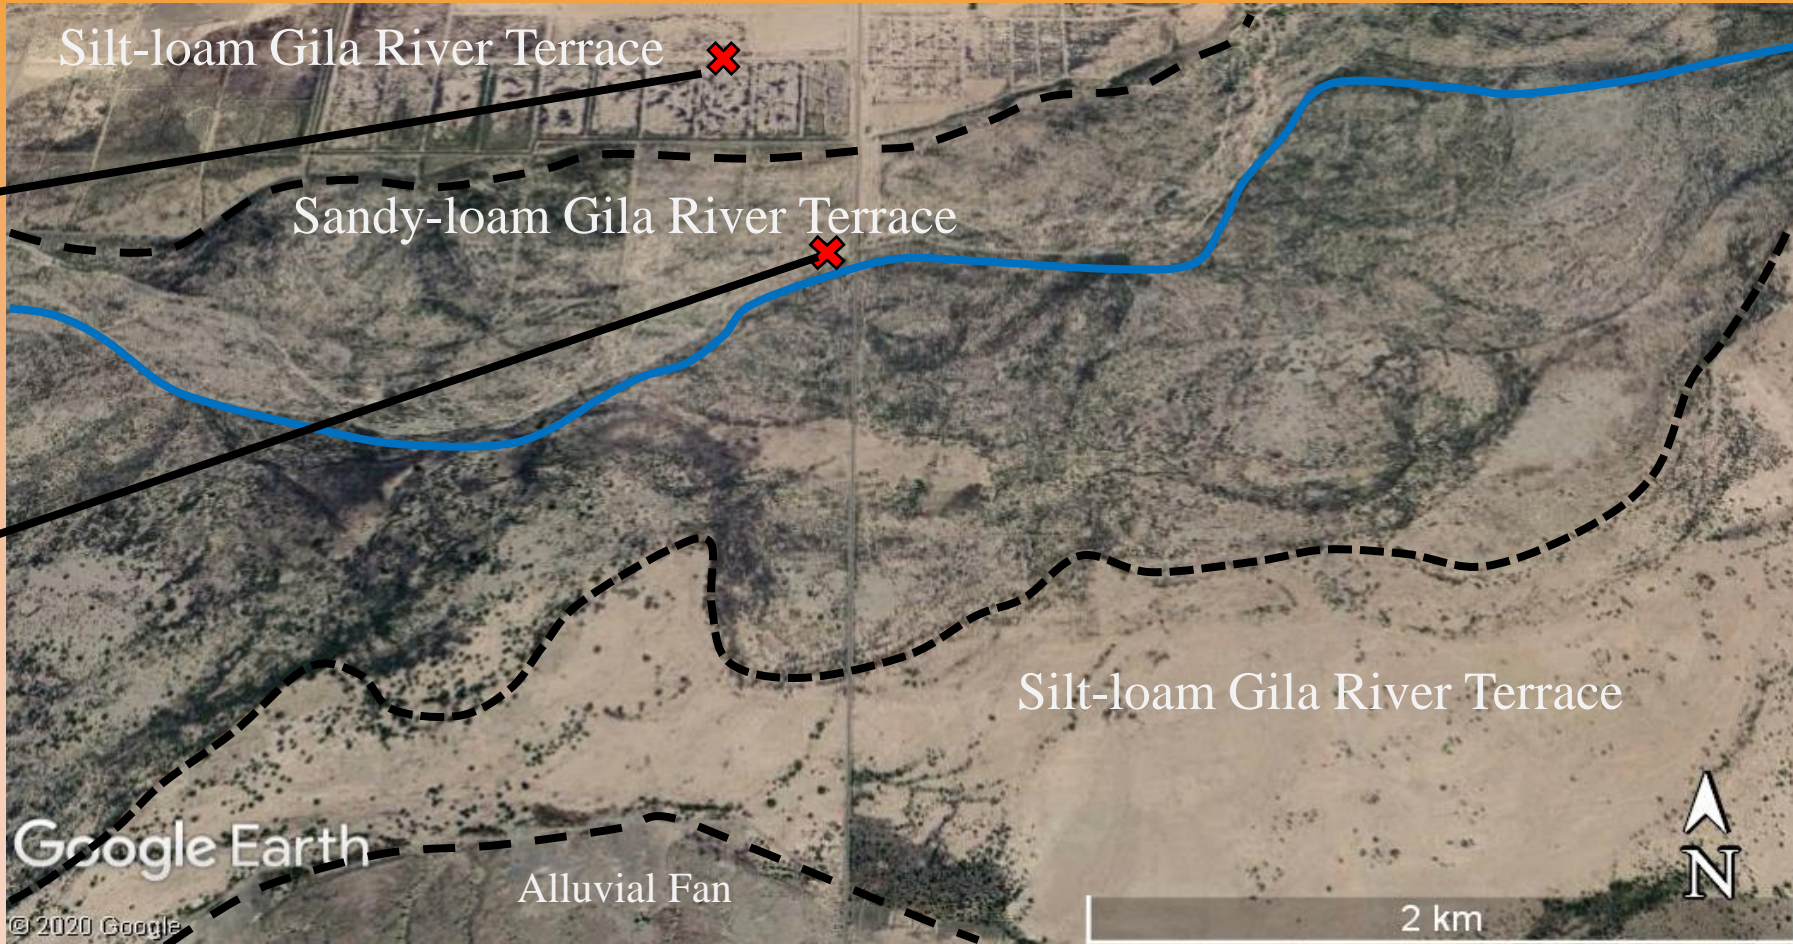 Silt-loam Gila River Terrace
Sandy-loam Gila River Terrace
Silt-loam Gila River Terrace
Google Earth
Alluvial Fan
N
© 2020 Google
2 km